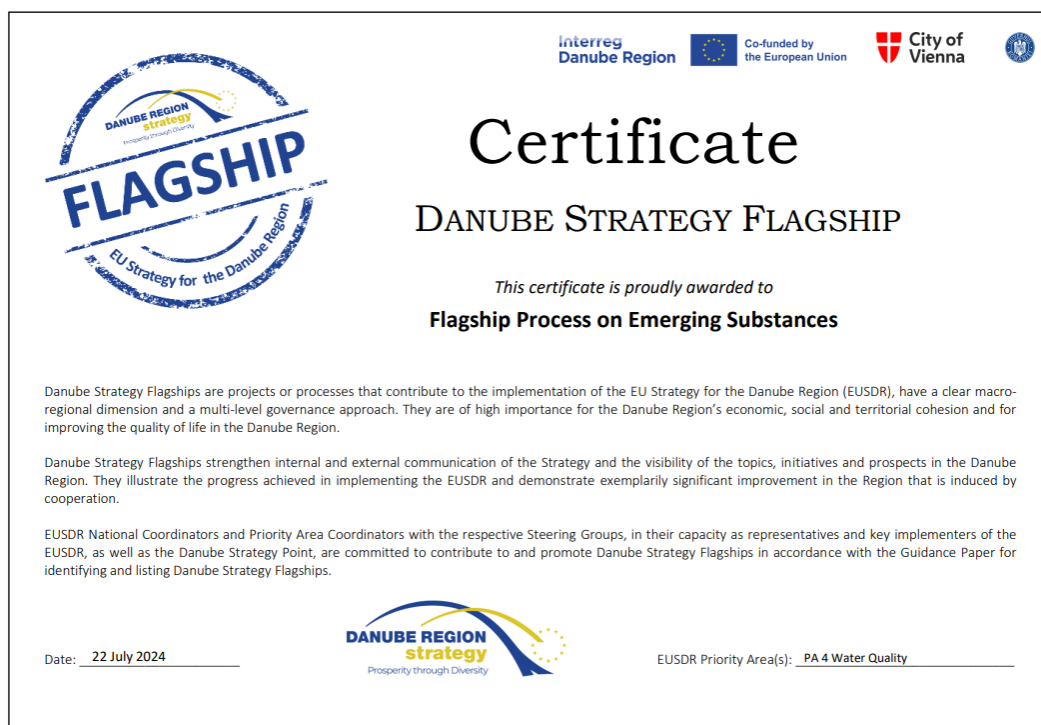 Interreg
Danube Region
Co-funded by
the European Union
City of
Vienna
DANUBE REGION
strategy
Prosperity through Diversity
FLAGSHIP
EU Strategy for the Danube Region
Certificate
DANUBE STRATEGY FLAGSHIP
This certificate is proudly awarded to
Flagship Process on Emerging Substances
Danube Strategy Flagships are projects or processes that contribute to the implementation of the EU Strategy for the Danube Region (EUSDR), have a clear macro-
regional dimension and a multi-level governance approach. They are of high importance for the Danube Region's economic, social and territorial cohesion and for
improving the quality of life in the Danube Region.
Danube Strategy Flagships strengthen internal and external communication of the Strategy and the visibility of the topics, initiatives and prospects in the Danube
Region. They illustrate the progress achieved in implementing the EUSDR and demonstrate exemplarily significant improvement in the Region that is induced by
cooperation.
EUSDR National Coordinators and Priority Area Coordinators with the respective Steering Groups, in their capacity as representatives and key implementers of the
EUSDR, as well as the Danube Strategy Point, are committed to contribute to and promote Danube Strategy Flagships in accordance with the Guidance Paper for
identifying and listing Danube Strategy Flagships.
DANUBE REGION
strategy
Prosperity through Diversity
Date: 22 July 2024
EUSDR Priority Area(s): PA 4 Water Quality